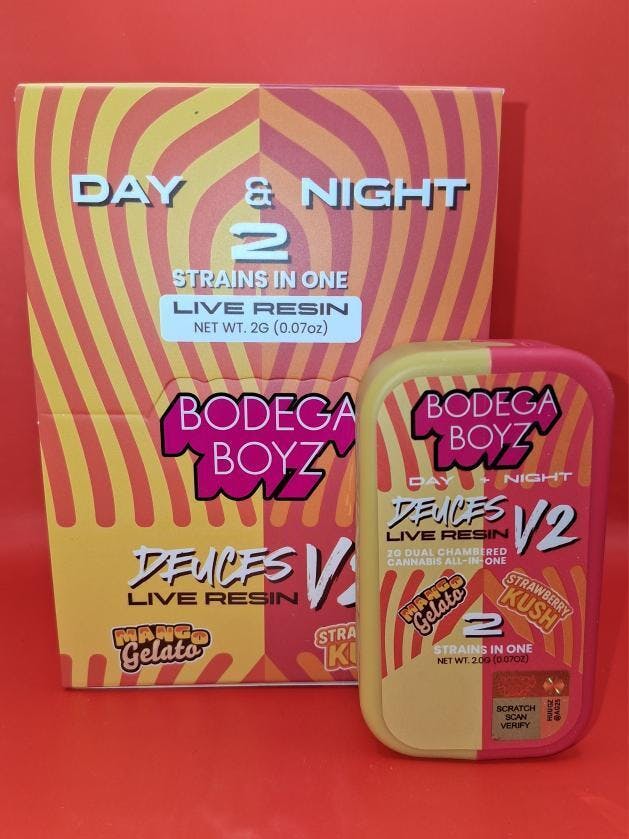 DAY & NIGHT
2
STRAINS IN ONE
LIVE RESIN
NET WT. 2G (0.07oz)
BODEGA
BOYZ
DEUCES
LIVE RESIN
MANGO
Gelato
BODEGA
BOYZ
DAY + NIGHT
DEUCES V2
LIVE RESIN
2G DUAL CHAMBERED
CANNABIS ALL-IN-ONE
MANGO
Gelato
STRAWBERRY
KUSH
2
STRAINS IN ONE
NET WT. 2.0G (0.07OZ)
SCRATCH
SCAN
VERIFY